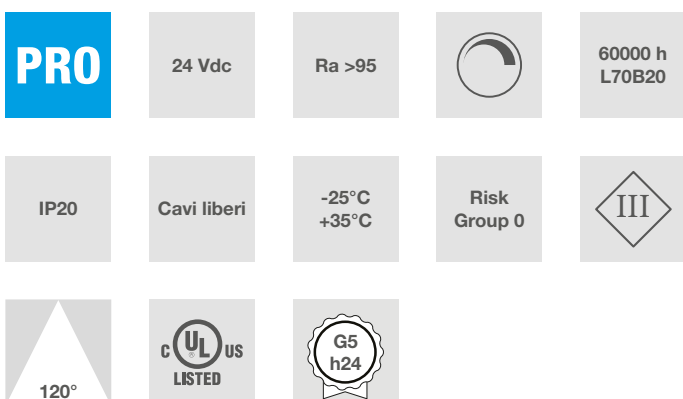 PRO
24 Vdc
Ra >95
60000 h
L70B20
IP20
Cavi liberi
-25°C
+35°C
Risk
Group 0
III
120°
C UL US
®
LISTED
G5
h24